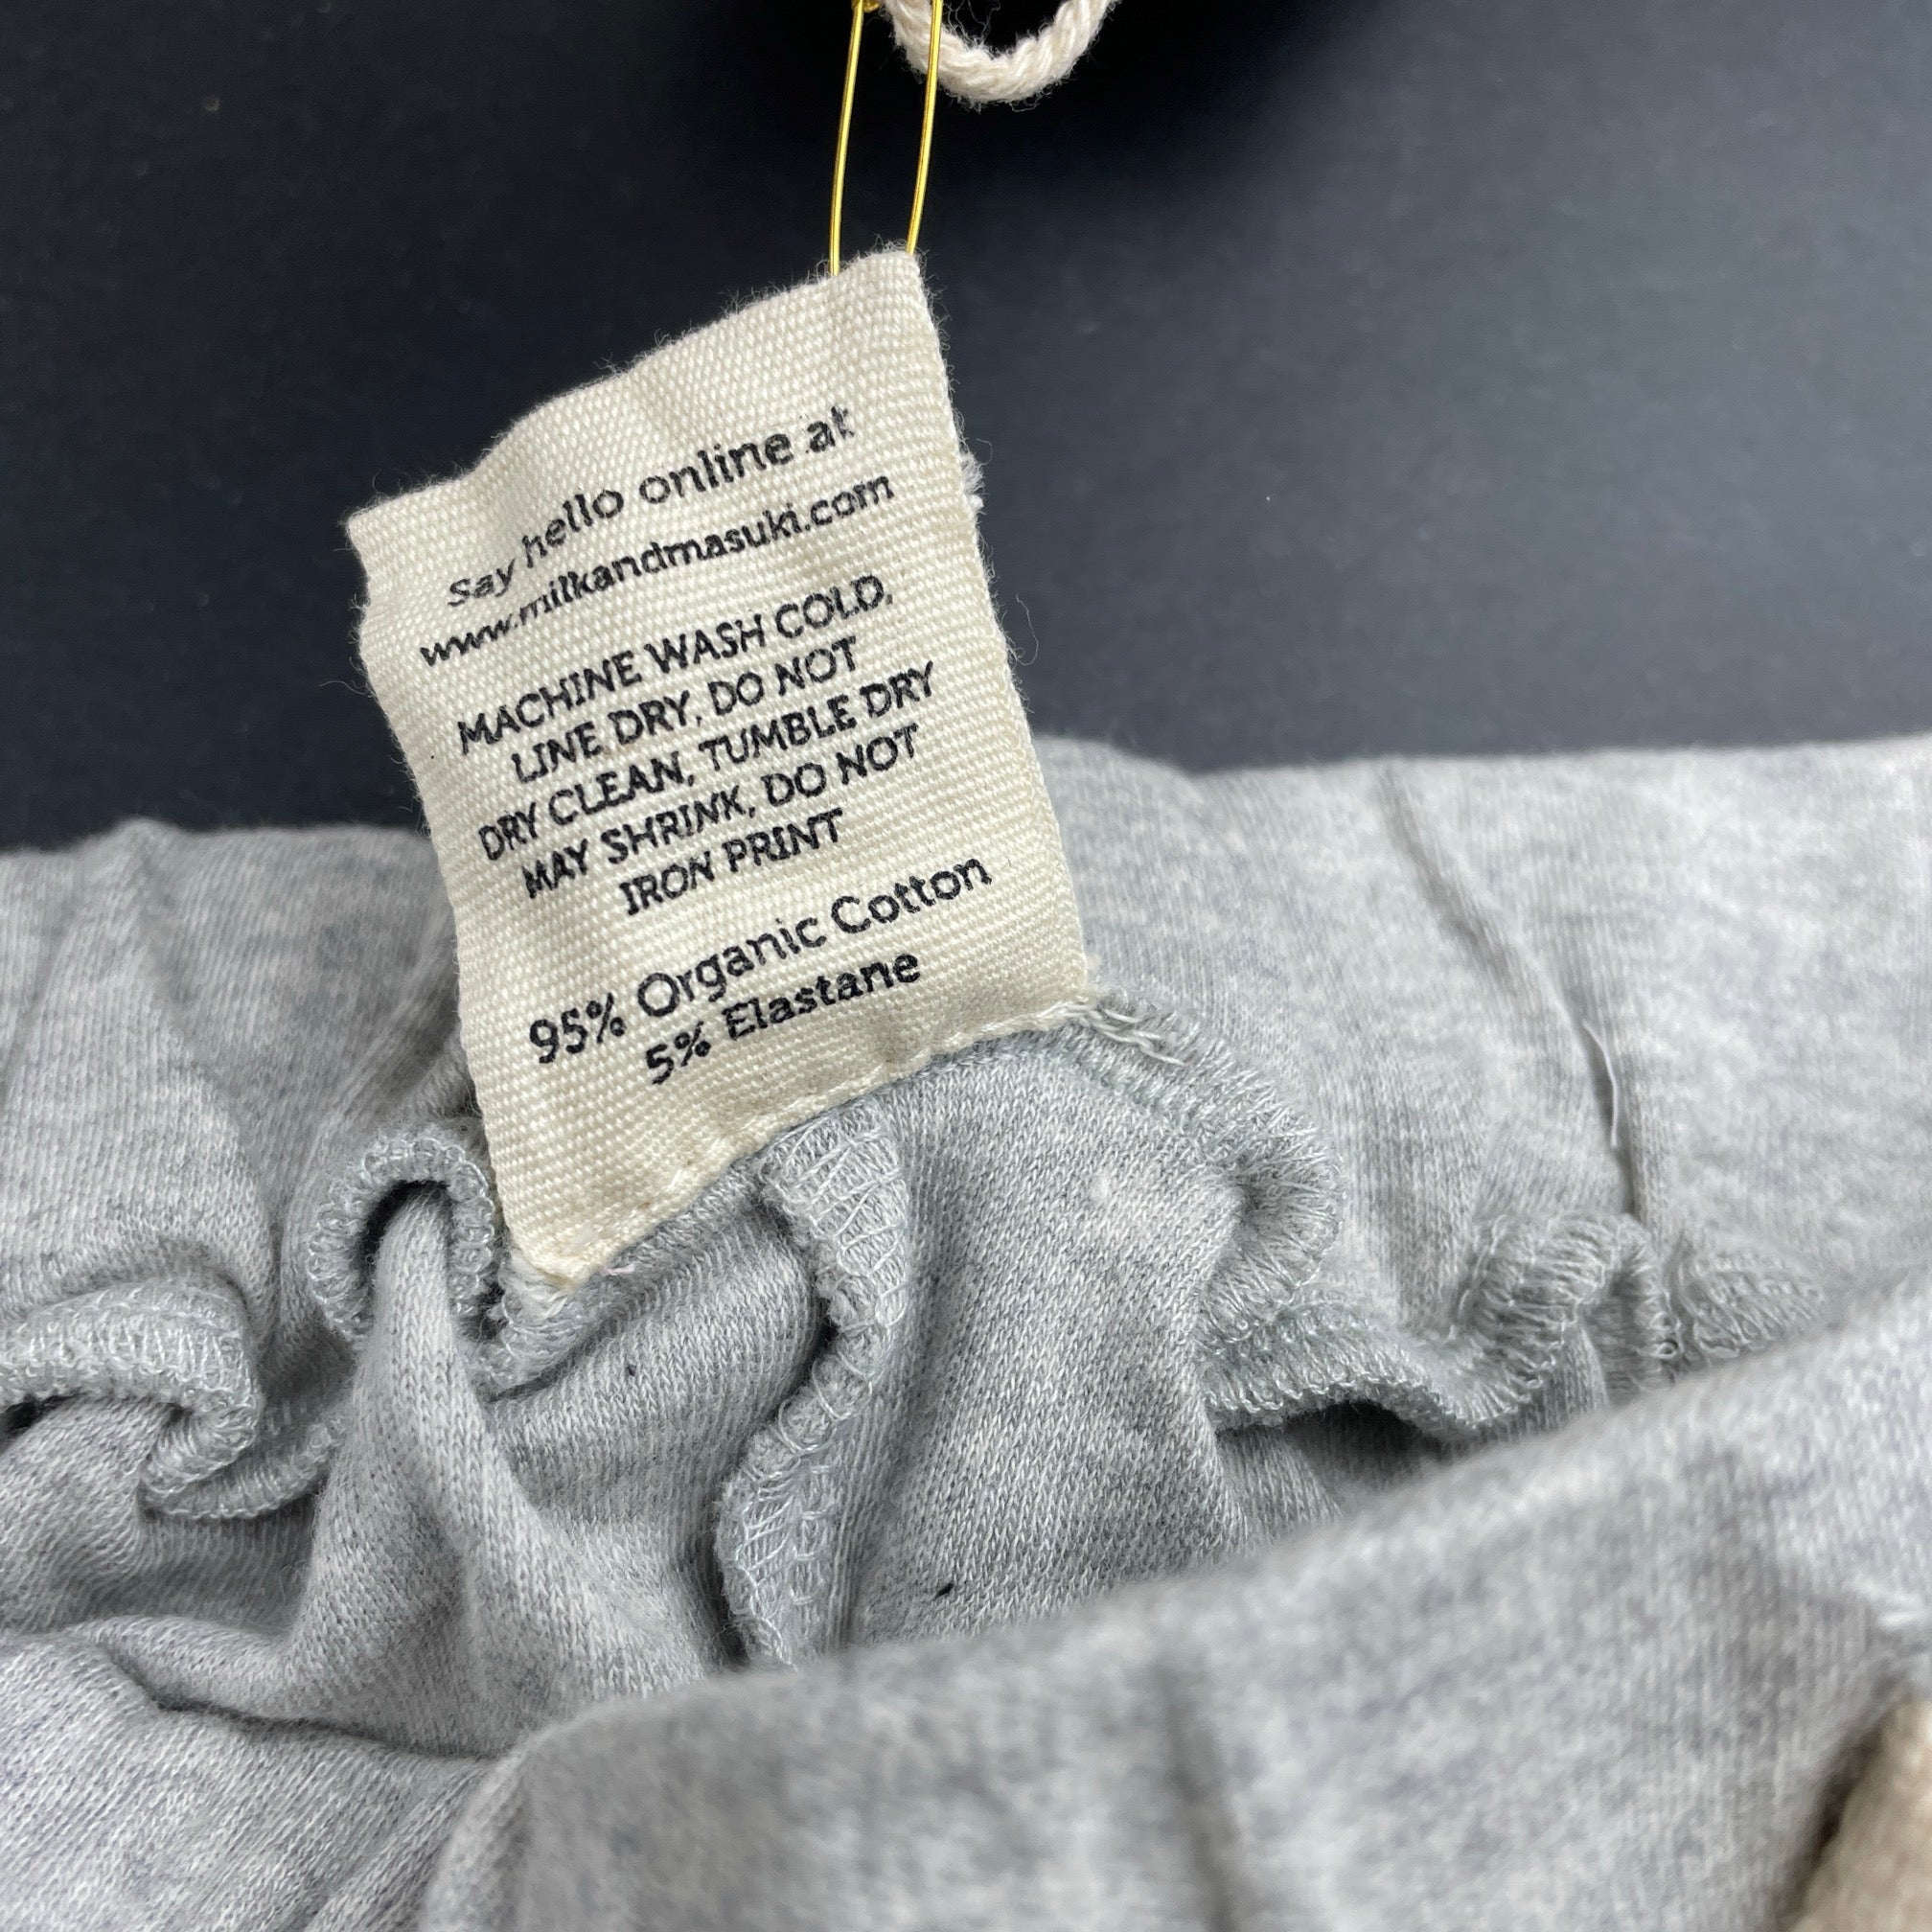 Say hello online at
www.milkandmasuki.com
MACHINE WASH COLD,
LINE DRY, DO NOT
DRY CLEAN, TUMBLE DRY
MAY SHRINK, DO NOT
IRON PRINT
95% Organic Cotton
5% Elastane